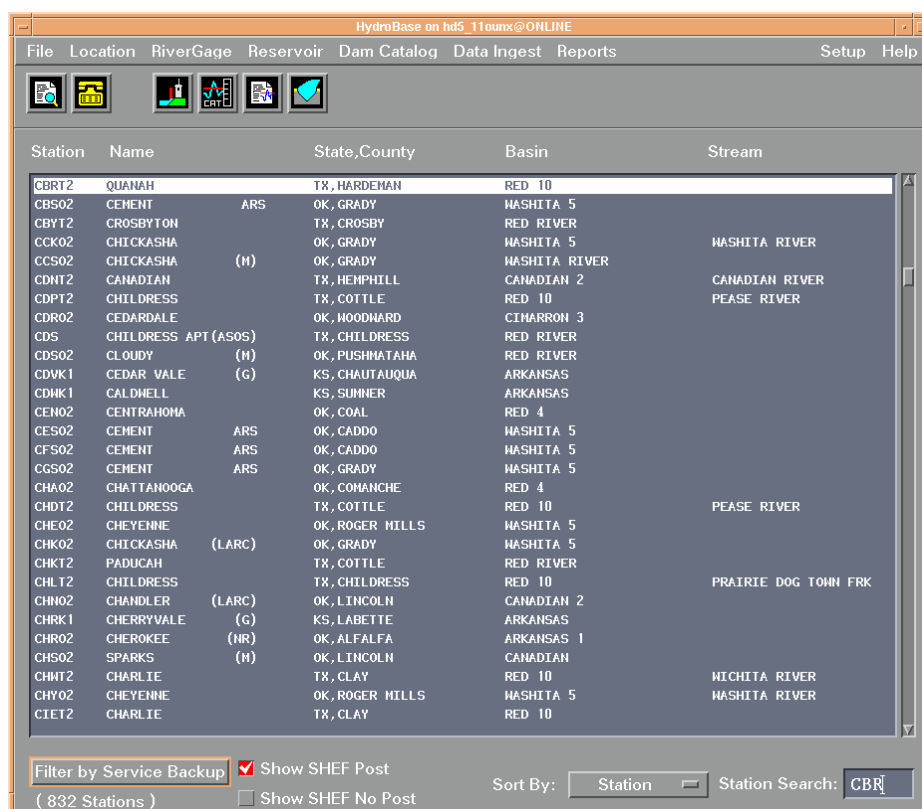 HydroBase on hd5_11ounx@ONLINE
File Location RiverGage Reservoir Dam Catalog Data Ingest Reports Setup Help
CAT
Station Name State,County Basin Stream
CBRT2 QUANAH TX,HARDEMAN RED 10
CBSO2 CEMENT ARS OK,GRADY WASHITA 5
CBYT2 CROSBYTON TX,CROSBY RED RIVER
CCKO2 CHICKASHA OK,GRADY WASHITA 5 WASHITA RIVER
CCSO2 CHICKASHA (M) OK,GRADY WASHITA RIVER
CDNT2 CANADIAN TX,HEMPHILL CANADIAN 2 CANADIAN RIVER
CDPT2 CHILDRESS TX,COTTLE RED 10 PEASE RIVER
CDRO2 CEDARDALE OK,WOODWARD CIMARRON 3
CDS CHILDRESS APT(ASOS) TX,CHILDRESS RED RIVER
CDSO2 CLOUDY (M) OK,PUSHMATAHA RED RIVER
CDVK1 CEDAR VALE (G) KS,CHAUTAUQUA ARKANSAS
CDWK1 CALDWELL KS,SUMNER ARKANSAS
CENO2 CENTRAHOMA OK,COAL RED 4
CESO2 CEMENT ARS OK,CADDO WASHITA 5
CFSO2 CEMENT ARS OK,CADDO WASHITA 5
CGSO2 CEMENT ARS OK,GRADY WASHITA 5
CHAO2 CHATTANOOGA OK,COMANCHE RED 4
CHDT2 CHILDRESS TX,COTTLE RED 10 PEASE RIVER
CHEO2 CHEYENNE OK,ROGER MILLS WASHITA 5
CHKO2 CHICKASHA (LARC) OK,GRADY WASHITA 5
CHKT2 PADUCAH TX,COTTLE RED RIVER
CHLT2 CHILDRESS TX,CHILDRESS RED 10 PRAIRIE DOG TOWN FRK
CHNO2 CHANDLER (LARC) OK,LINCOLN CANADIAN 2
CHRK1 CHERRYVALE (G) KS,LABETTE ARKANSAS
CHRO2 CHEROKEE (NR) OK,ALFALFA ARKANSAS 1
CHSO2 SPARKS (M) OK,LINCOLN CANADIAN
CHWT2 CHARLIE TX,CLAY RED 10 WICHITA RIVER
CHYO2 CHEYENNE OK,ROGER MILLS WASHITA 5 WASHITA RIVER
CIET2 CHARLIE TX,CLAY RED 10
Filter by Service Backup Show SHEF Post
Sort By: Station Station Search: CBR
( 832 Stations ) Show SHEF No Post